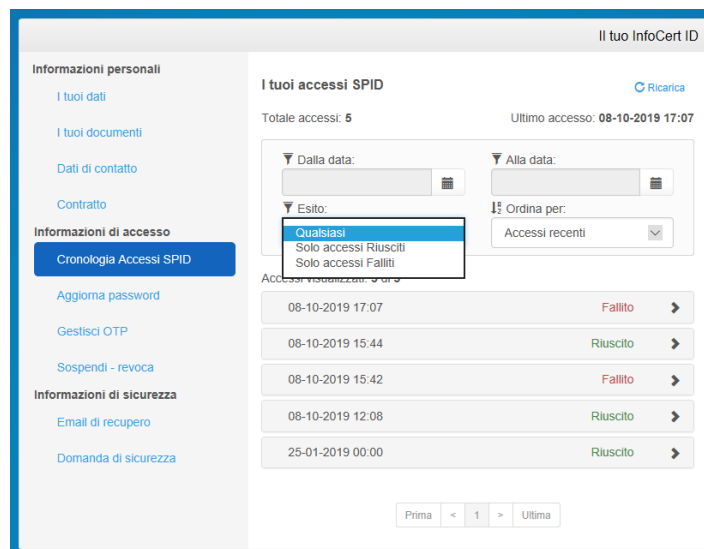 Il tuo InfoCert ID
Informazioni personali
I tuoi dati
I tuoi documenti
Dati di contatto
Contratto
Informazioni di accesso
Cronologia Accessi SPID
Aggiorna password
Gestisci OTP
Sospendi - revoca
Informazioni di sicurezza
Email di recupero
Domanda di sicurezza
I tuoi accessi SPID
Ricarica
Totale accessi: 5
Ultimo accesso: 08-10-2019 17:07
Dalla data:
Alla data:
Esito:
Ordina per:
Qualsiasi
Solo accessi Riusciti
Solo accessi Falliti
Accessi recenti
Accessi visualizzati: 5 di 5
08-10-2019 17:07 Fallito
08-10-2019 15:44 Riuscito
08-10-2019 15:42 Fallito
08-10-2019 12:08 Riuscito
25-01-2019 00:00 Riuscito
Prima < 1 > Ultima